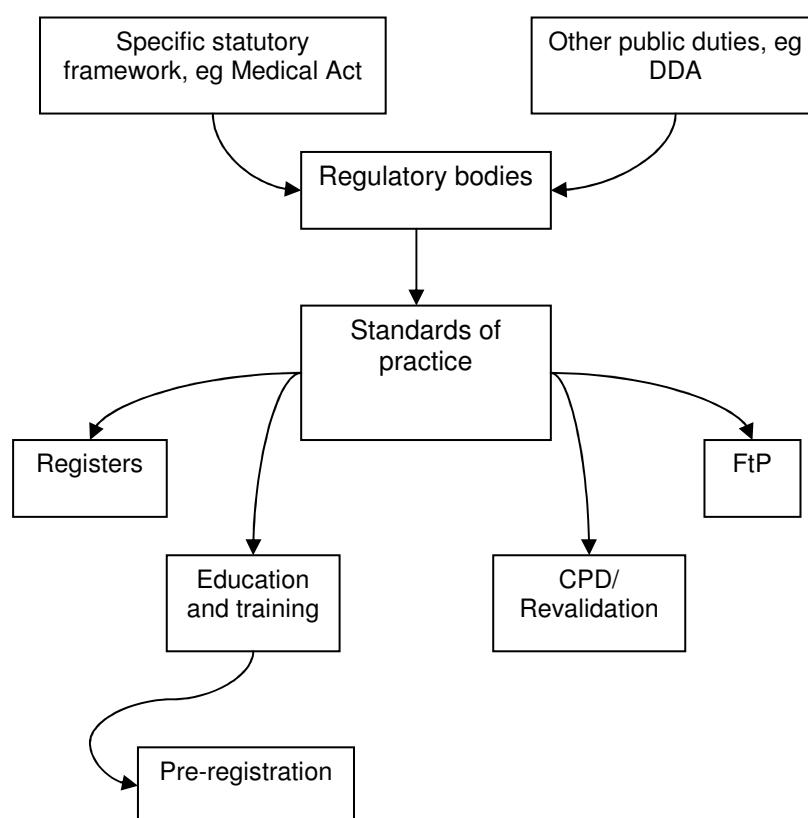 Specific statutory
framework, eg Medical Act
Other public duties, eg
DDA
Regulatory bodies
Standards of
practice
Registers
FtP
Education
and training
CPD/
Revalidation
Pre-registration